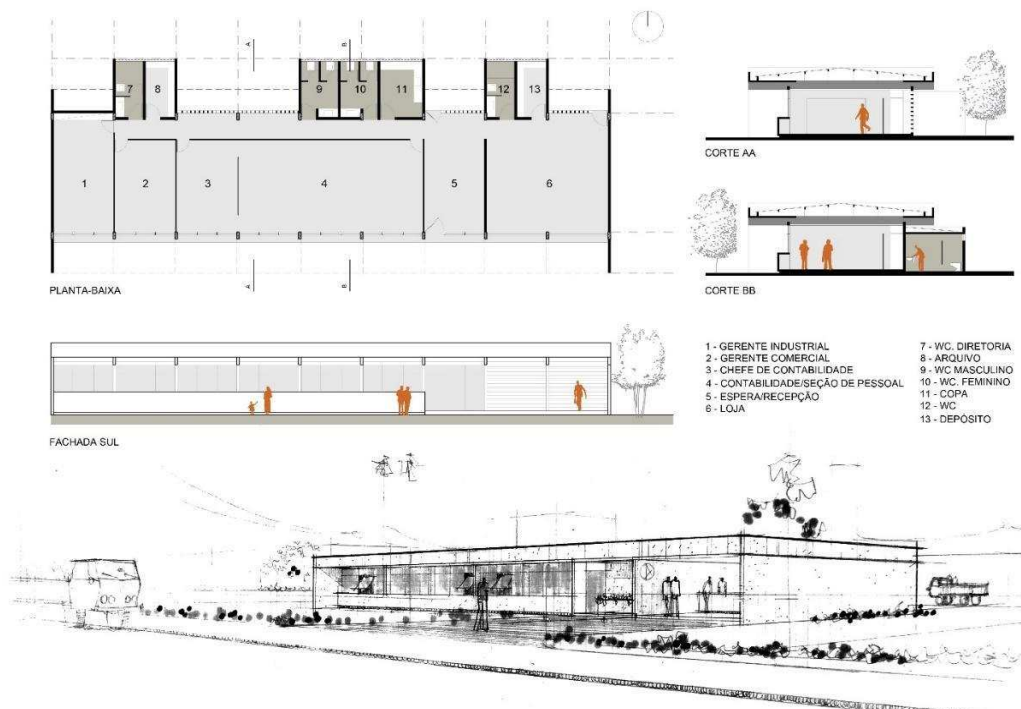 A
B
7
8
9
10
11
12
13
1
2
3
4
5
6
A
B
PLANTA-BAIXA
CORTE AA
CORTE BB
FACHADA SUL
1 - GERENTE INDUSTRIAL
2 - GERENTE COMERCIAL
3 - CHEFE DE CONTABILIDADE
4 - CONTABILIDADE/SEÇÃO DE PESSOAL
5 - ESPERA/RECEPÇÃO
6 - LOJA
7 - WC. DIRETORIA
8 - ARQUIVO
9 - WC MASCULINO
10 - WC. FEMININO
11 - COPA
12 - WC
13 - DEPÓSITO